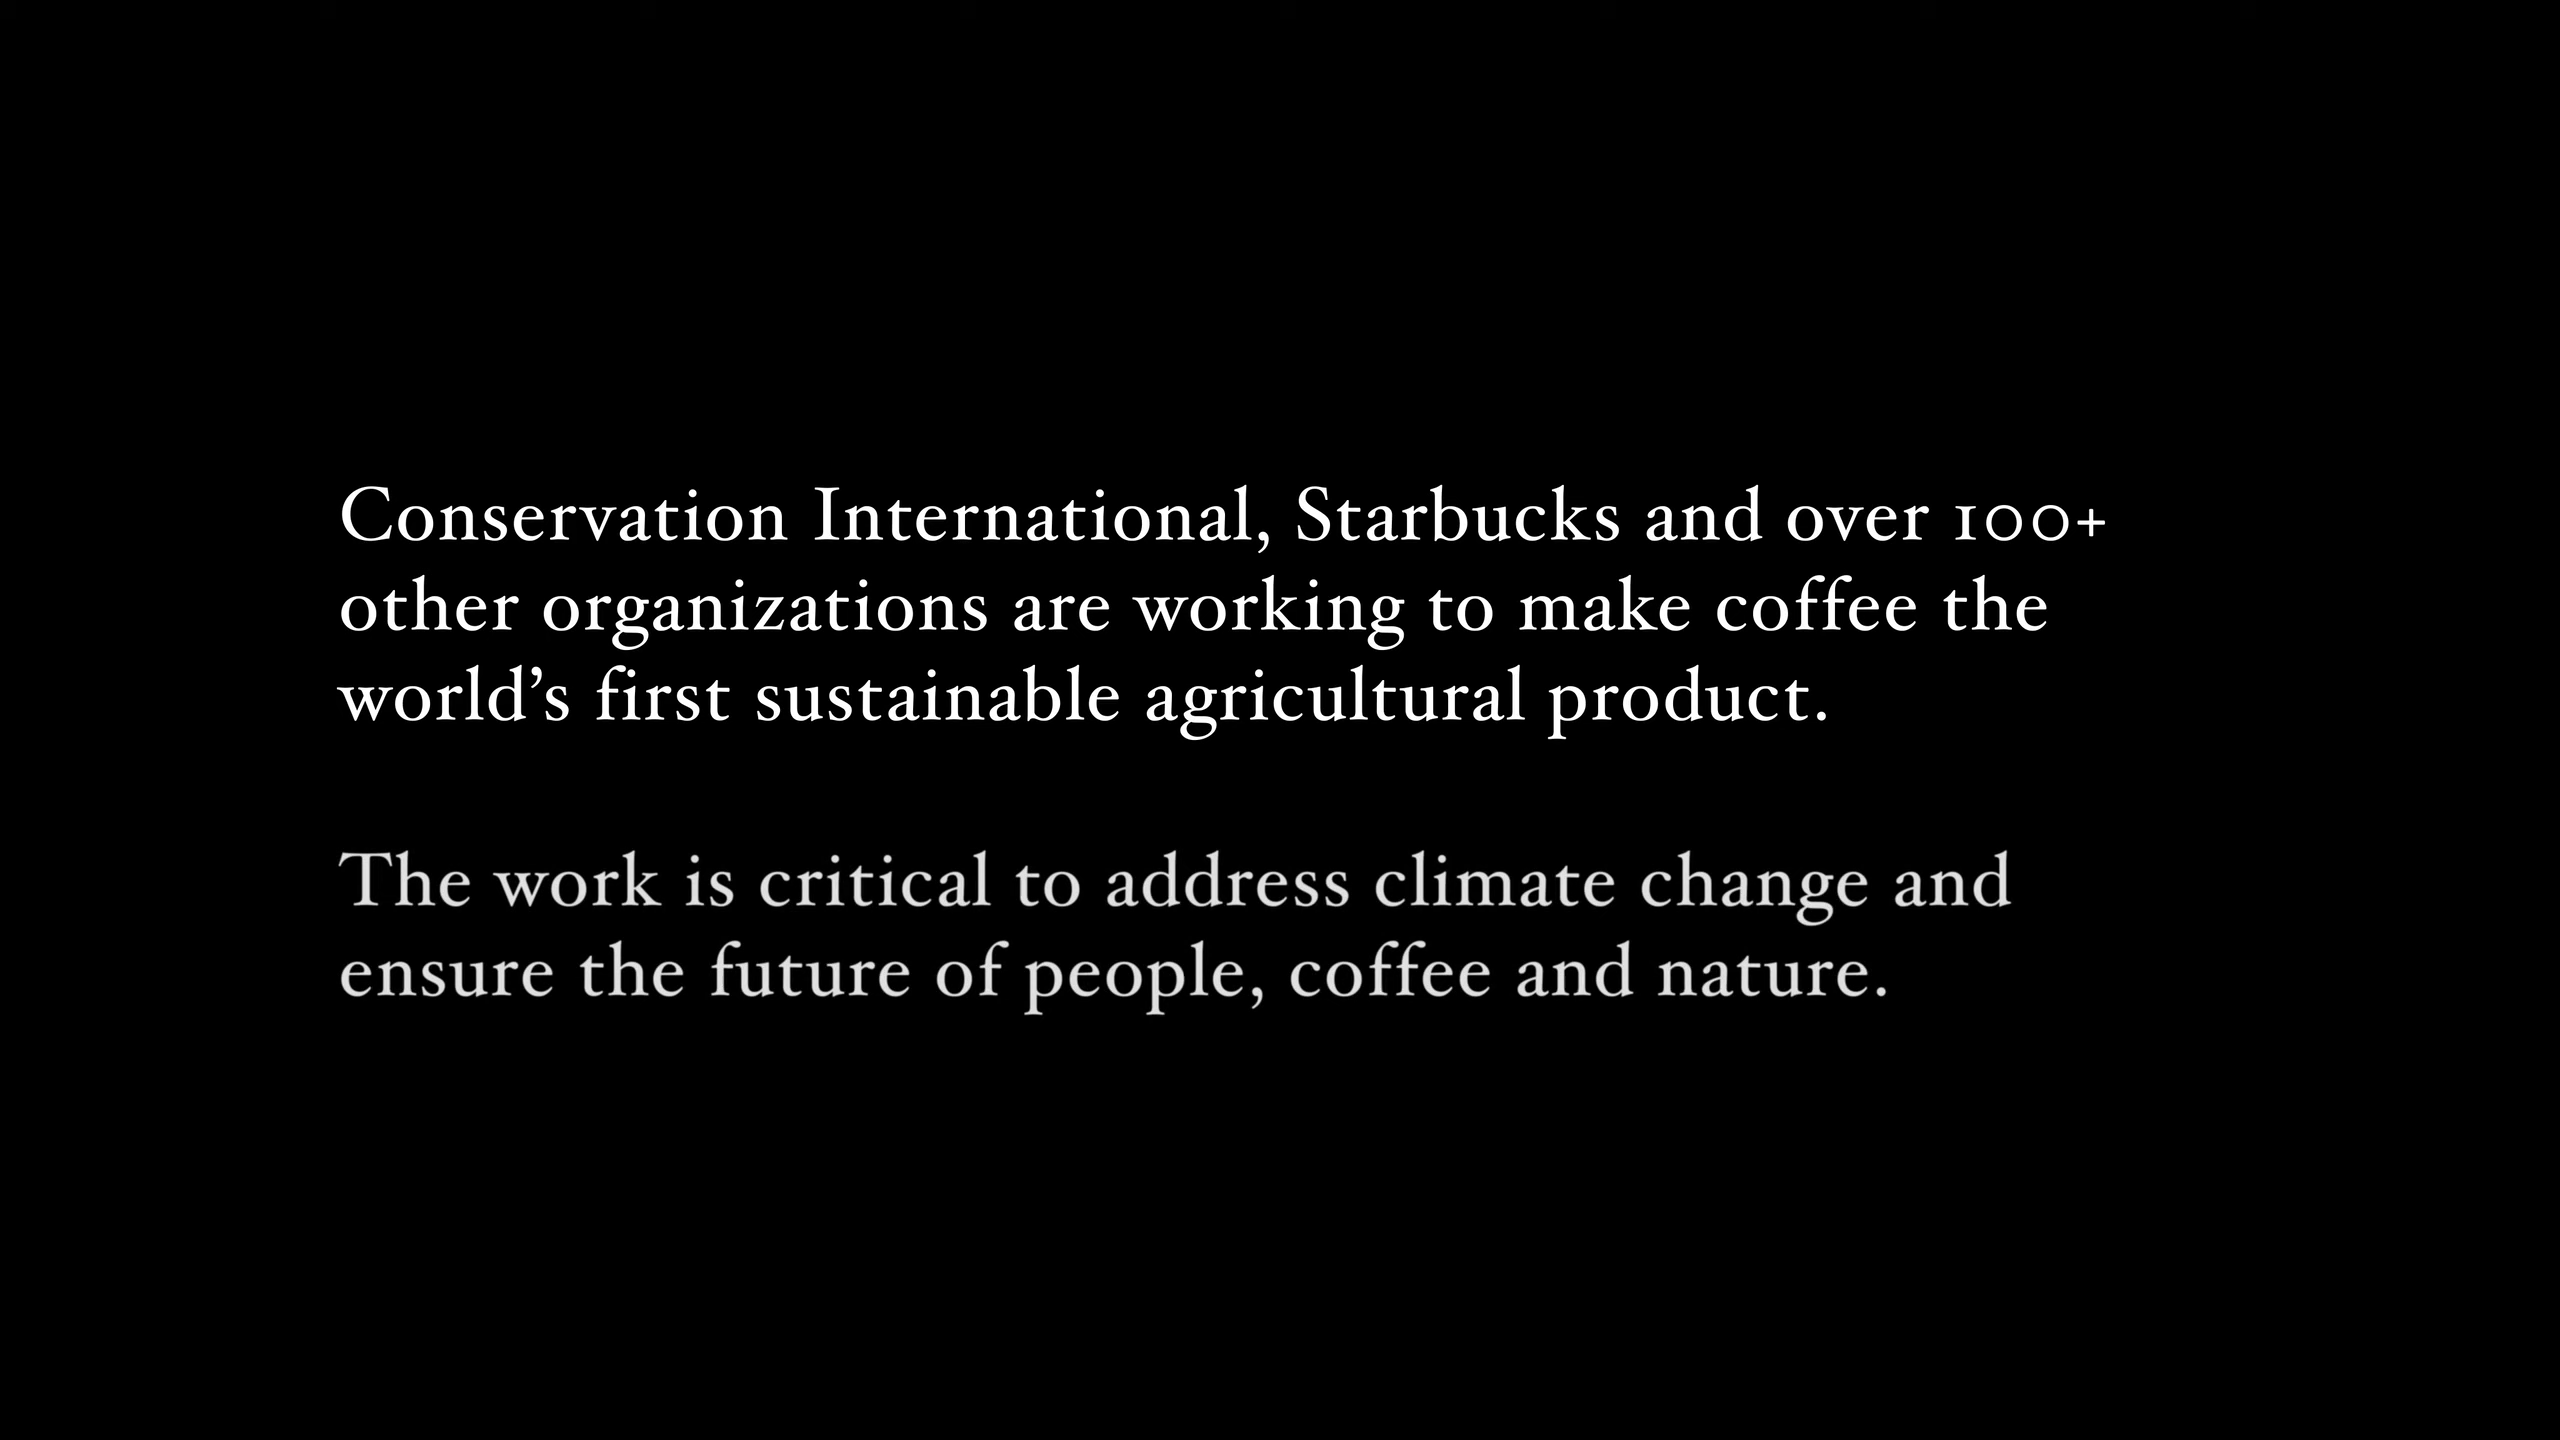 Conservation International, Starbucks and over 100+
other organizations are working to make coffee the
world’s first sustainable agricultural product.
The work is critical to address climate change and
ensure the future of people, coffee and nature.